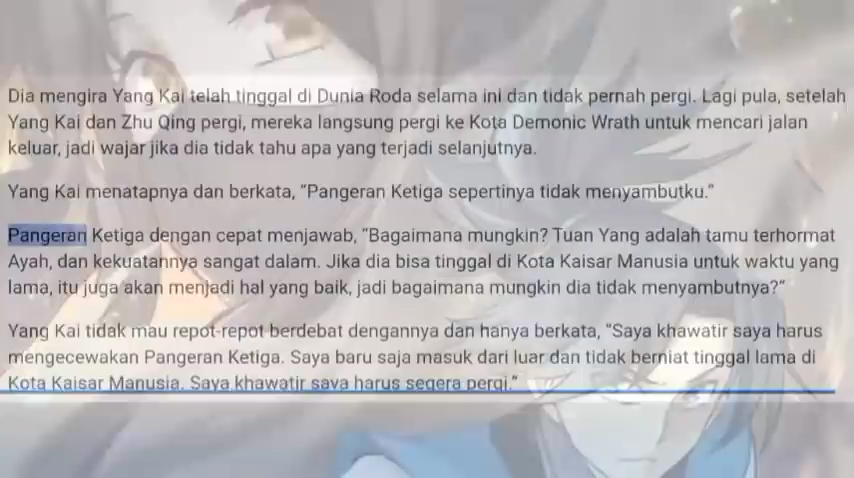 Dia mengira Yang Kai telah tinggal di Dunia Roda selama ini dan tidak pernah pergi. Lagi pula, setelah
Yang Kai dan Zhu Qing pergi, mereka langsung pergi ke Kota Demonic Wrath untuk mencari jalan
keluar, jadi wajar jika dia tidak tahu apa yang terjadi selanjutnya.
Yang Kai menatapnya dan berkata, “Pangeran Ketiga sepertinya tidak menyambutku.”
Pangeran Ketiga dengan cepat menjawab, “Bagaimana mungkin? Tuan Yang adalah tamu terhormat
Ayah, dan kekuatannya sangat dalam. Jika dia bisa tinggal di Kota Kaisar Manusia untuk waktu yang
lama, itu juga akan menjadi hal yang baik, jadi bagaimana mungkin dia tidak menyambutnya?”
Yang Kai tidak mau repot-repot berdebat dengannya dan hanya berkata, “Saya khawatir saya harus
mengecewakan Pangeran Ketiga. Saya baru saja masuk dari luar dan tidak berniat tinggal lama di
Kota Kaisar Manusia. Saya khawatir saya harus segera pergi.”